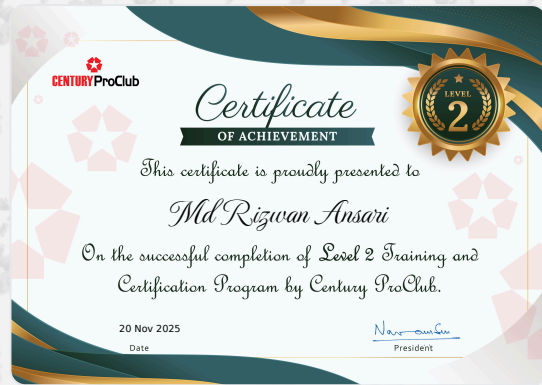 CENTURY ProClub
Certificate
OF ACHIEVEMENT
LEVEL
2
This certificate is proudly presented to
Md Rizwan Ansari
On the successful completion of Level 2 Training and
Certification Program by Century ProClub.
20 Nov 2025
Date
President